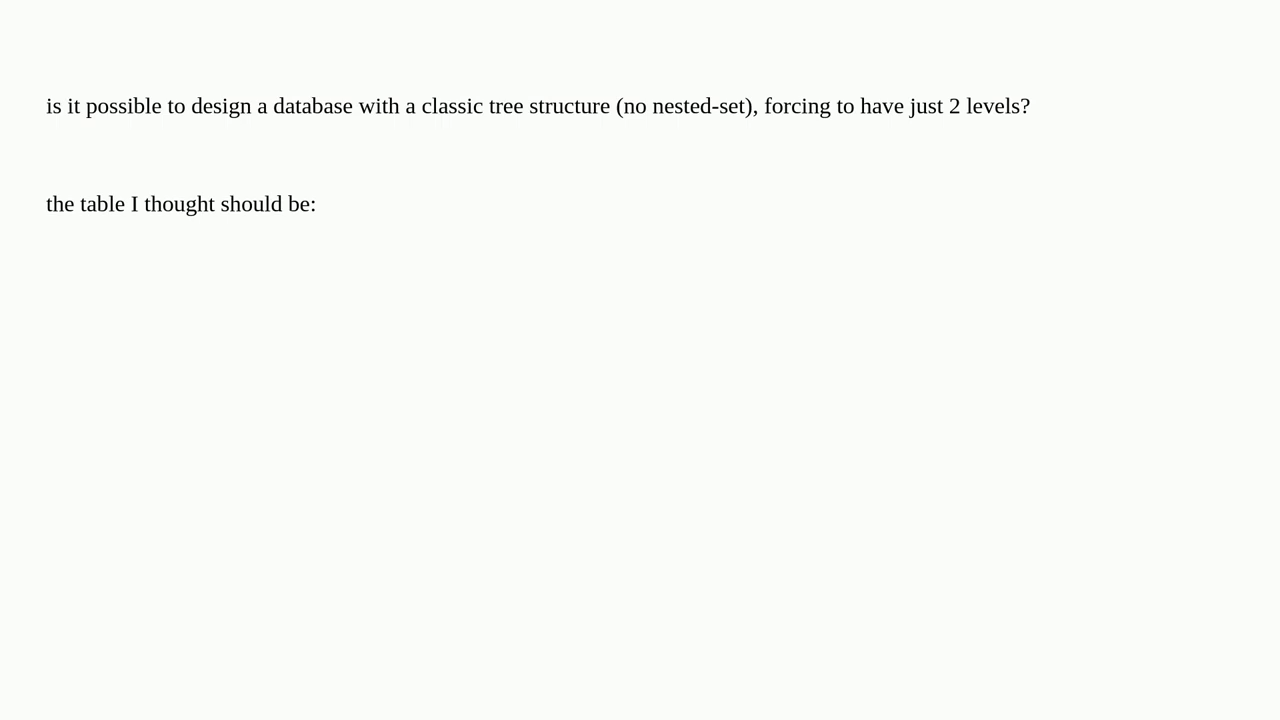 is it possible to design a database with a classic tree structure (no nested-set), forcing to have just 2 levels?
the table I thought should be: